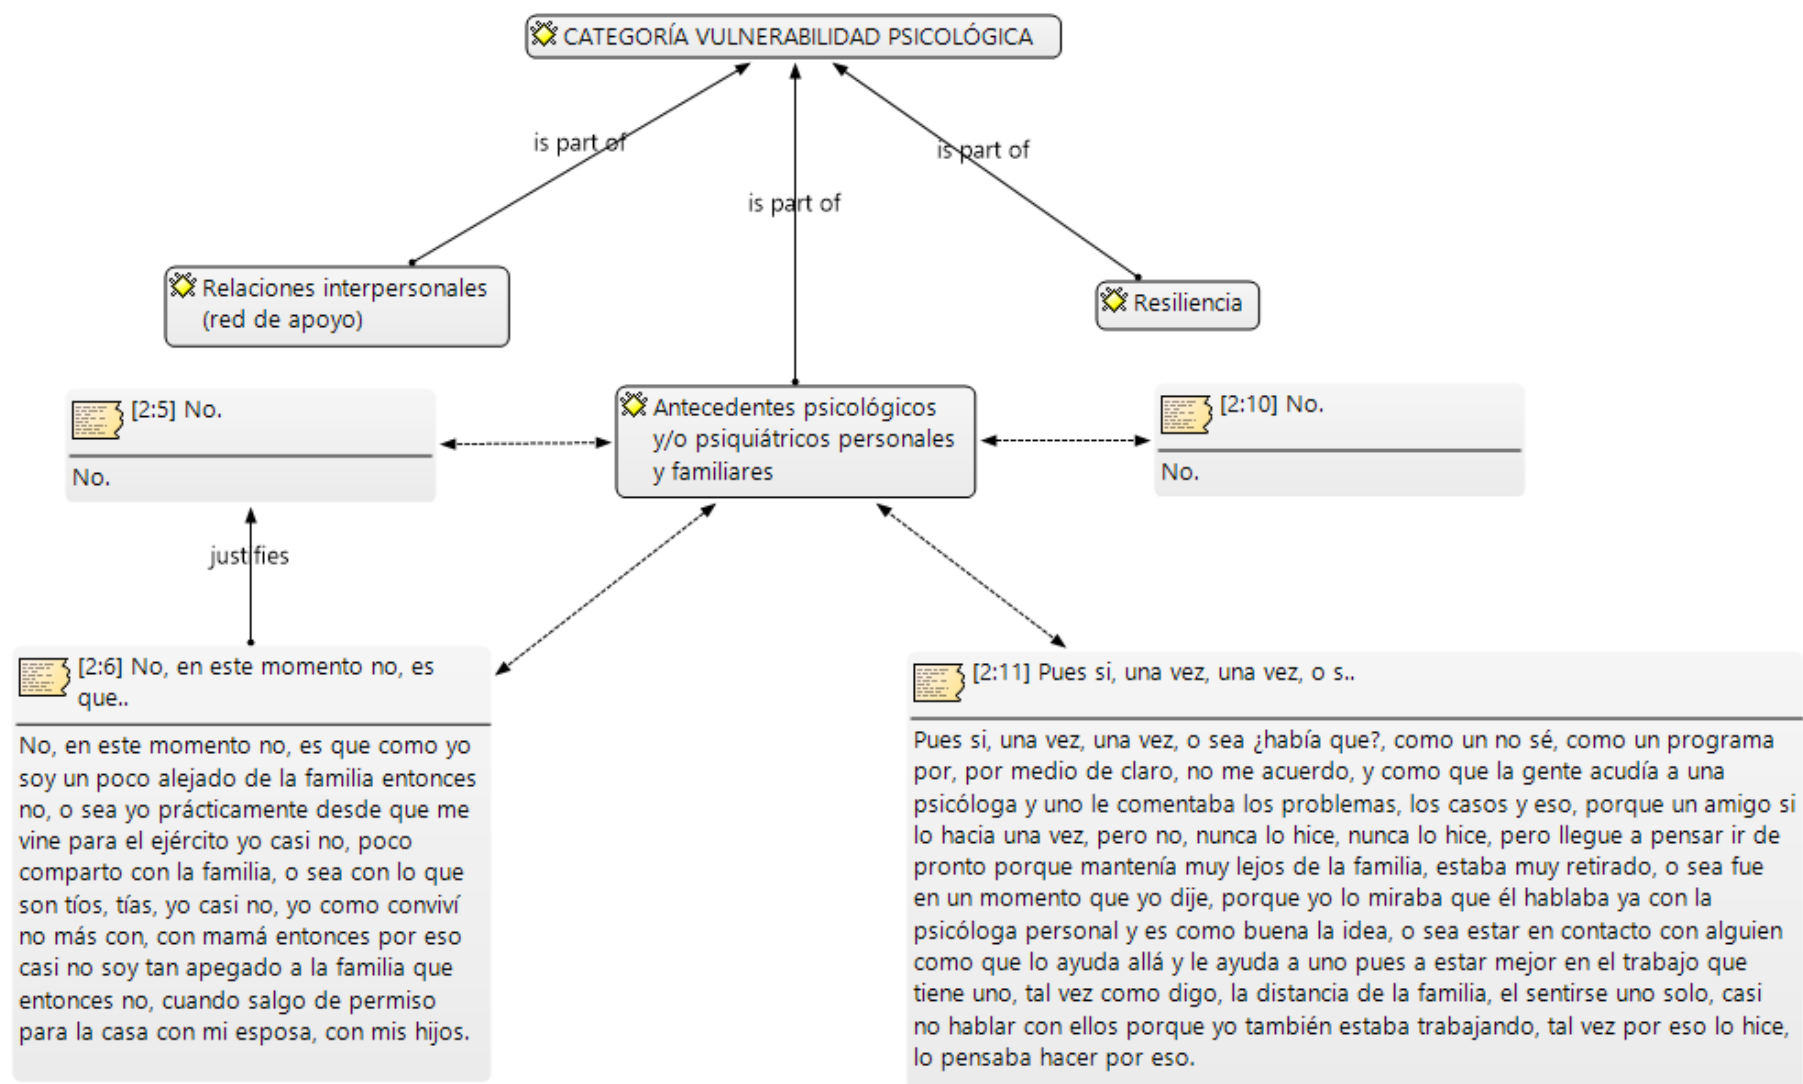 CATEGORÍA VULNERABILIDAD PSICOLÓGICA
is part of
is part of
is part of
Relaciones interpersonales
(red de apoyo)
Resiliencia
[2:5] No.
No.
Antecedentes psicológicos
y/o psiquiátricos personales
y familiares
[2:10] No.
No.
justifies
[2:6] No, en este momento no, es
que..
No, en este momento no, es que como yo
soy un poco alejado de la familia entonces
no, o sea yo prácticamente desde que me
vine para el ejército yo casi no, poco
comparto con la familia, o sea con lo que
son tíos, tías, yo casi no, yo como conviví
no más con, con mamá entonces por eso
casi no soy tan apegado a la familia que
entonces no, cuando salgo de permiso
para la casa con mi esposa, con mis hijos.
[2:11] Pues si, una vez, una vez, o s..
Pues si, una vez, una vez, o sea ¿había que?, como un no sé, como un programa
por, por medio de claro, no me acuerdo, y como que la gente acudía a una
psicóloga y uno le comentaba los problemas, los casos y eso, porque un amigo si
lo hacia una vez, pero no, nunca lo hice, nunca lo hice, pero llegue a pensar ir de
pronto porque mantenía muy lejos de la familia, estaba muy retirado, o sea fue
en un momento que yo dije, porque yo lo miraba que él hablaba ya con la
psicóloga personal y es como buena la idea, o sea estar en contacto con alguien
como que lo ayuda allá y le ayuda a uno pues a estar mejor en el trabajo que
tiene uno, tal vez como digo, la distancia de la familia, el sentirse uno solo, casi
no hablar con ellos porque yo también estaba trabajando, tal vez por eso lo hice,
lo pensaba hacer por eso.